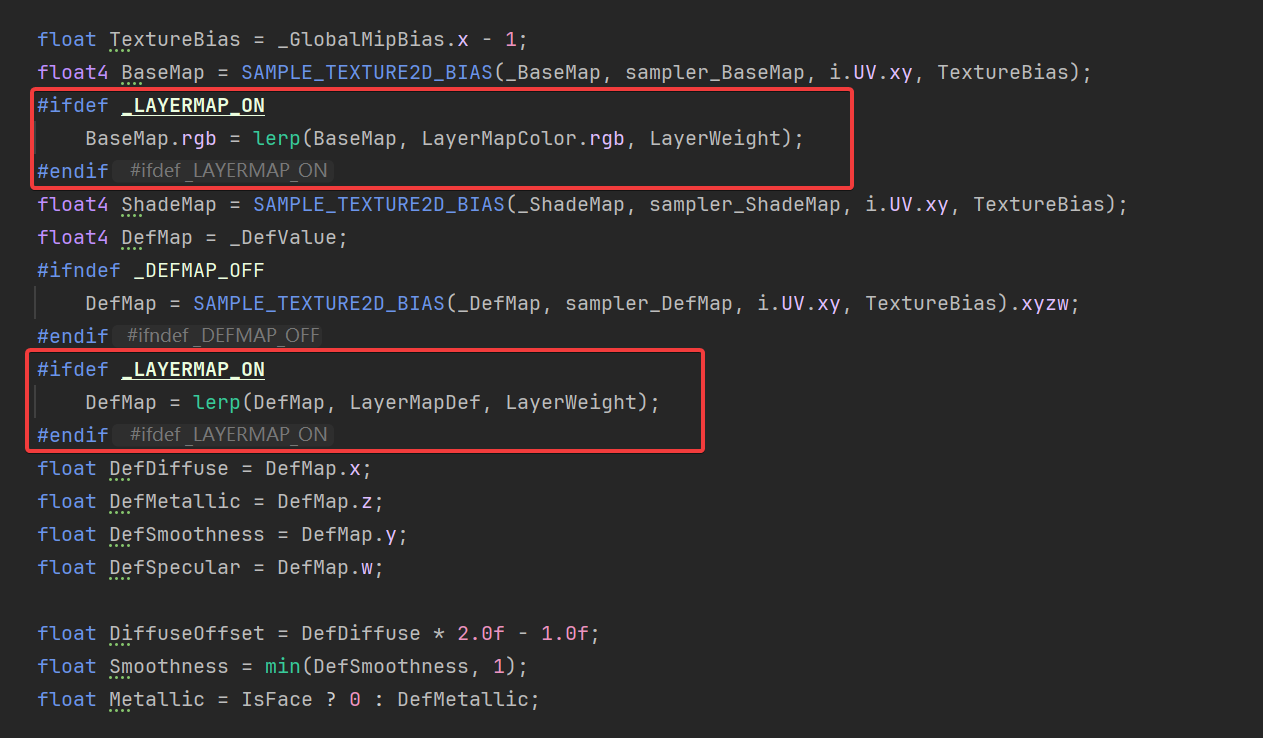 float TextureBias = _GlobalMipBias.x - 1;
float4 BaseMap = SAMPLE_TEXTURE2D_BIAS(_BaseMap, sampler_BaseMap, i.UV.xy, TextureBias);
#ifdef _LAYERMAP_ON
    BaseMap.rgb = lerp(BaseMap, LayerMapColor.rgb, LayerWeight);
#endif #ifdef _LAYERMAP_ON
float4 ShadeMap = SAMPLE_TEXTURE2D_BIAS(_ShadeMap, sampler_ShadeMap, i.UV.xy, TextureBias);
float4 DefMap = _DefValue;
#ifndef _DEFMAP_OFF
    DefMap = SAMPLE_TEXTURE2D_BIAS(_DefMap, sampler_DefMap, i.UV.xy, TextureBias).xyzw;
#endif #ifndef _DEFMAP_OFF
#ifdef _LAYERMAP_ON
    DefMap = lerp(DefMap, LayerMapDef, LayerWeight);
#endif #ifdef _LAYERMAP_ON
float DefDiffuse = DefMap.x;
float DefMetallic = DefMap.z;
float DefSmoothness = DefMap.y;
float DefSpecular = DefMap.w;
float DiffuseOffset = DefDiffuse * 2.0f - 1.0f;
float Smoothness = min(DefSmoothness, 1);
float Metallic = IsFace ? 0 : DefMetallic;